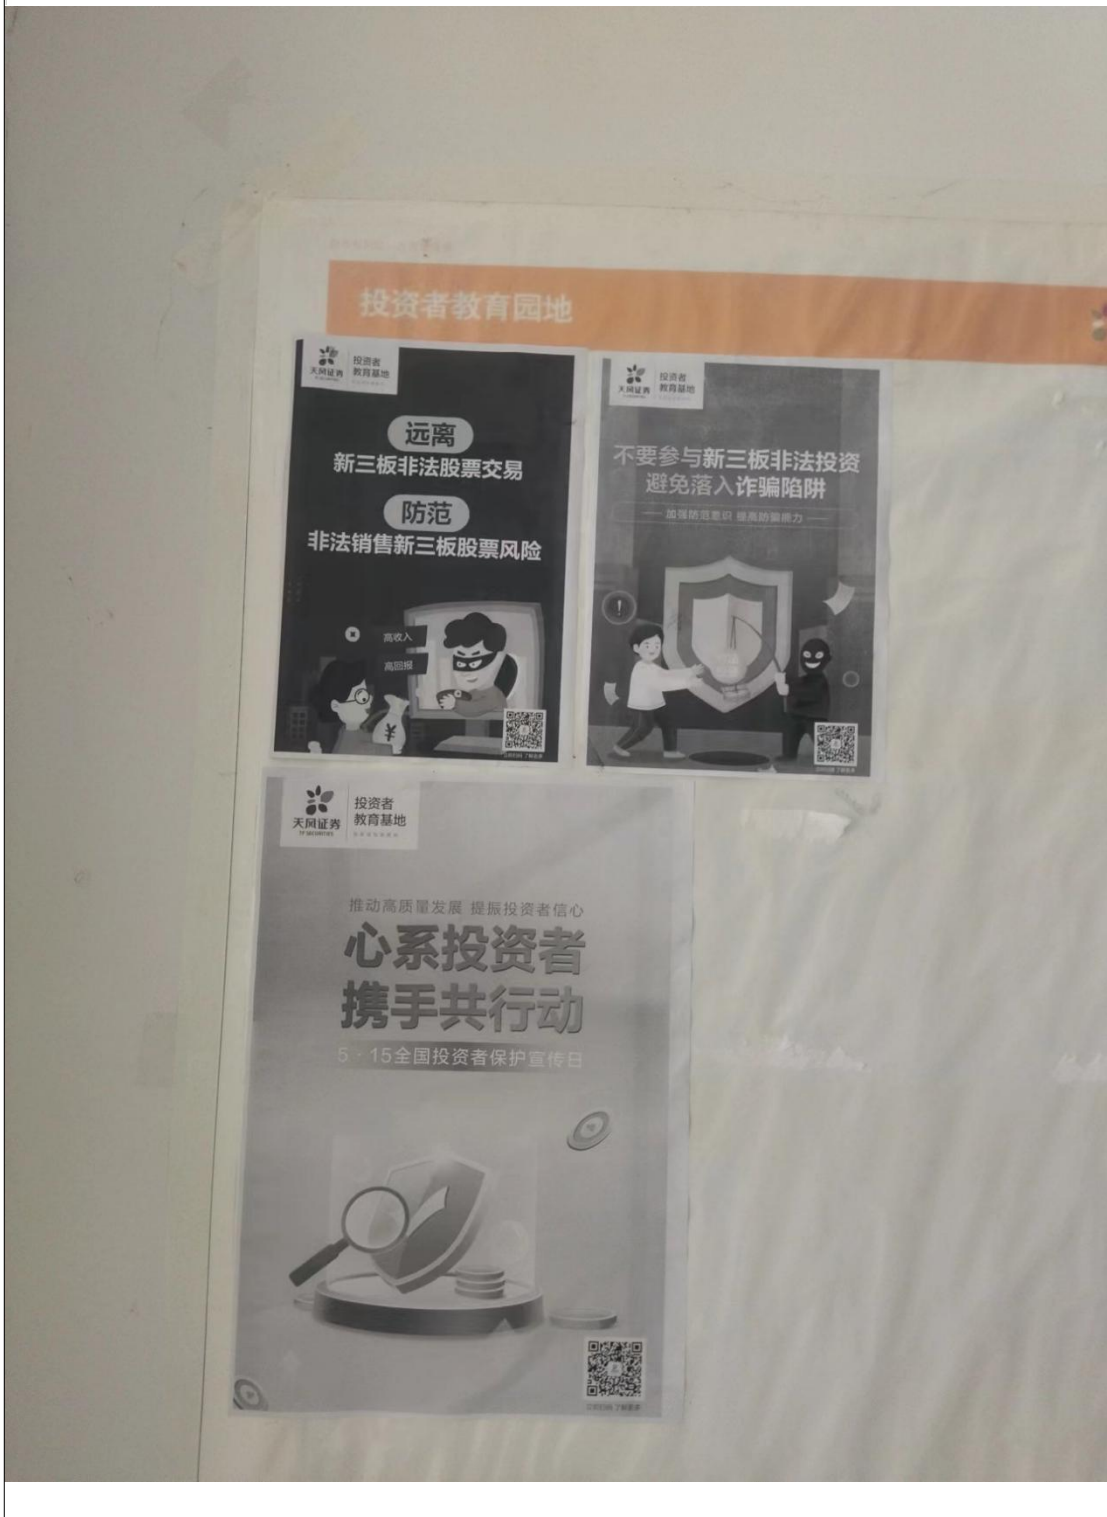 投资者教育园地
天风证券
投资者
教育基地
远离
新三板非法股票交易
防范
非法销售新三板股票风险
高收入
高回报
¥
天风证券
投资者
教育基地
不要参与新三板非法投资
避免落入诈骗陷阱
加强防范意识 提高防骗能力
!
天风证券
TF SECURITIES
投资者
教育基地
推动高质量发展 提振投资者信心
心系投资者
携手共行动
5·15全国投资者保护宣传日